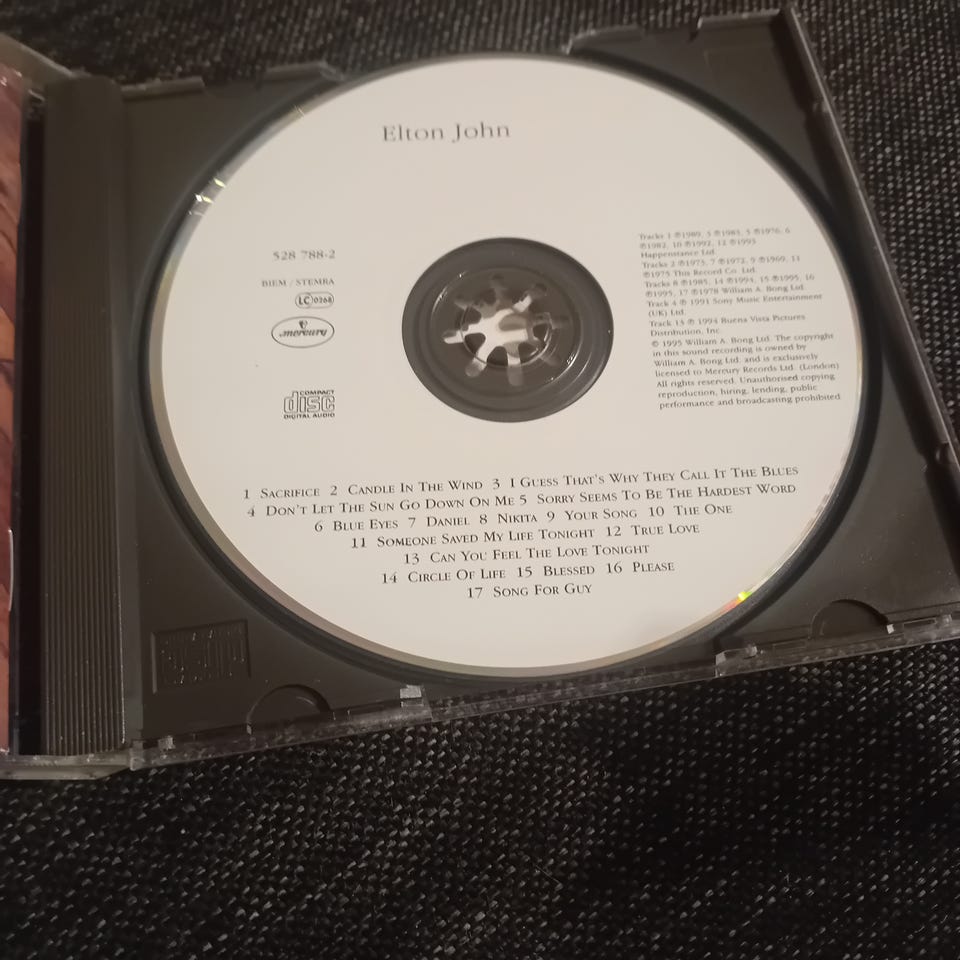 Elton John
528 788-2
BIEM / STEMRA
LC 0268
mercury
COMPACT
disc
DIGITAL AUDIO
Tracks 1 ℗1989, 3 ℗1983, 5 ℗1976, 6
℗1982, 10 ℗1992, 12 ℗1993
Happenstance Ltd.
Tracks 2 ℗1973, 7 ℗1972, 9 ℗1969, 11
℗1975 This Record Co. Ltd.
Tracks 8 ℗1985, 14 ℗1994, 15 ℗1995, 16
℗1995, 17 ℗1978 William A. Bong Ltd.
Track 4 ℗ 1991 Sony Music Entertainment
(UK) Ltd.
Track 13 ℗ 1994 Buena Vista Pictures
Distribution, Inc.
© 1995 William A. Bong Ltd. The copyright
in this sound recording is owned by
William A. Bong Ltd. and is exclusively
licensed to Mercury Records Ltd. (London)
All rights reserved. Unauthorised copying
reproduction, hiring, lending, public
performance and broadcasting prohibited
1 SACRIFICE 2 CANDLE IN THE WIND 3 I GUESS THAT'S WHY THEY CALL IT THE BLUES
4 DON'T LET THE SUN GO DOWN ON ME 5 SORRY SEEMS TO BE THE HARDEST WORD
6 BLUE EYES 7 DANIEL 8 NIKITA 9 YOUR SONG 10 THE ONE
11 SOMEONE SAVED MY LIFE TONIGHT 12 TRUE LOVE
13 CAN YOU FEEL THE LOVE TONIGHT
14 CIRCLE OF LIFE 15 BLESSED 16 PLEASE
17 SONG FOR GUY